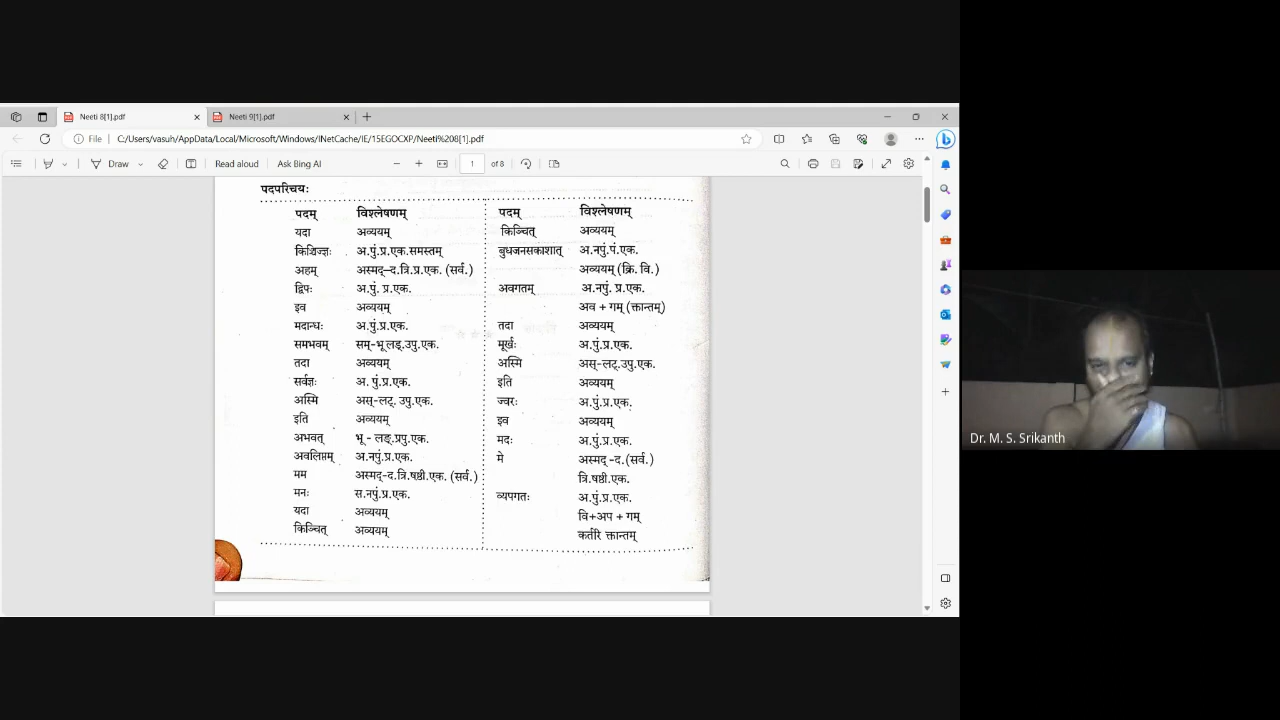 Neeti 8[1].pdf
Neeti 9[1].pdf
File
C:/Users/vasuh/AppData/Local/Microsoft/Windows/INetCache/IE/15EGOCXP/Neeti%208[1].pdf
Draw
Read aloud
Ask Bing AI
1 of 8
पदपरिचयः
पदम् विश्लेषणम्
यदा अव्ययम्
किञ्चिज्ज्ञः अ.पुं.प्र.एक.समस्तम्
अहम् अस्मद्–द.त्रि.प्र.एक. (सर्व.)
द्विपः अ.पुं. प्र.एक.
इव अव्ययम्
मदान्धः अ.पुं.प्र.एक.
समभवम् सम्-भू लङ्.उपु.एक.
तदा अव्ययम्
सर्वज्ञः अ. पुं.प्र.एक.
अस्मि अस्-लट्. उपु.एक.
इति अव्ययम्
अभवत् भू - लङ्.प्रपु.एक.
अवलिप्तम् अ.नपुं.प्र.एक.
मम अस्मद्-द.त्रि.षष्ठी.एक. (सर्व.)
मनः स.नपुं.प्र.एक.
यदा अव्ययम्
किञ्चित् अव्ययम्
पदम् विश्लेषणम्
किञ्चित् अव्ययम्
बुधजनसकाशात् अ.नपुं.पं.एक.
अव्ययम् (क्रि. वि.)
अवगतम् अ.नपुं. प्र.एक.
अव + गम् (क्तान्तम्)
तदा अव्ययम्
मूर्खः अ.पुं.प्र.एक.
अस्मि अस्-लट्.उपु.एक.
इति अव्ययम्
ज्वरः अ.पुं.प्र.एक.
इव अव्ययम्
मदः अ.पुं.प्र.एक.
मे अस्मद् -द.(सर्व.)
त्रि.षष्ठी.एक.
व्यपगतः अ.पुं.प्र.एक.
वि+अप + गम्
कर्तरि क्तान्तम्
Dr. M. S. Srikanth